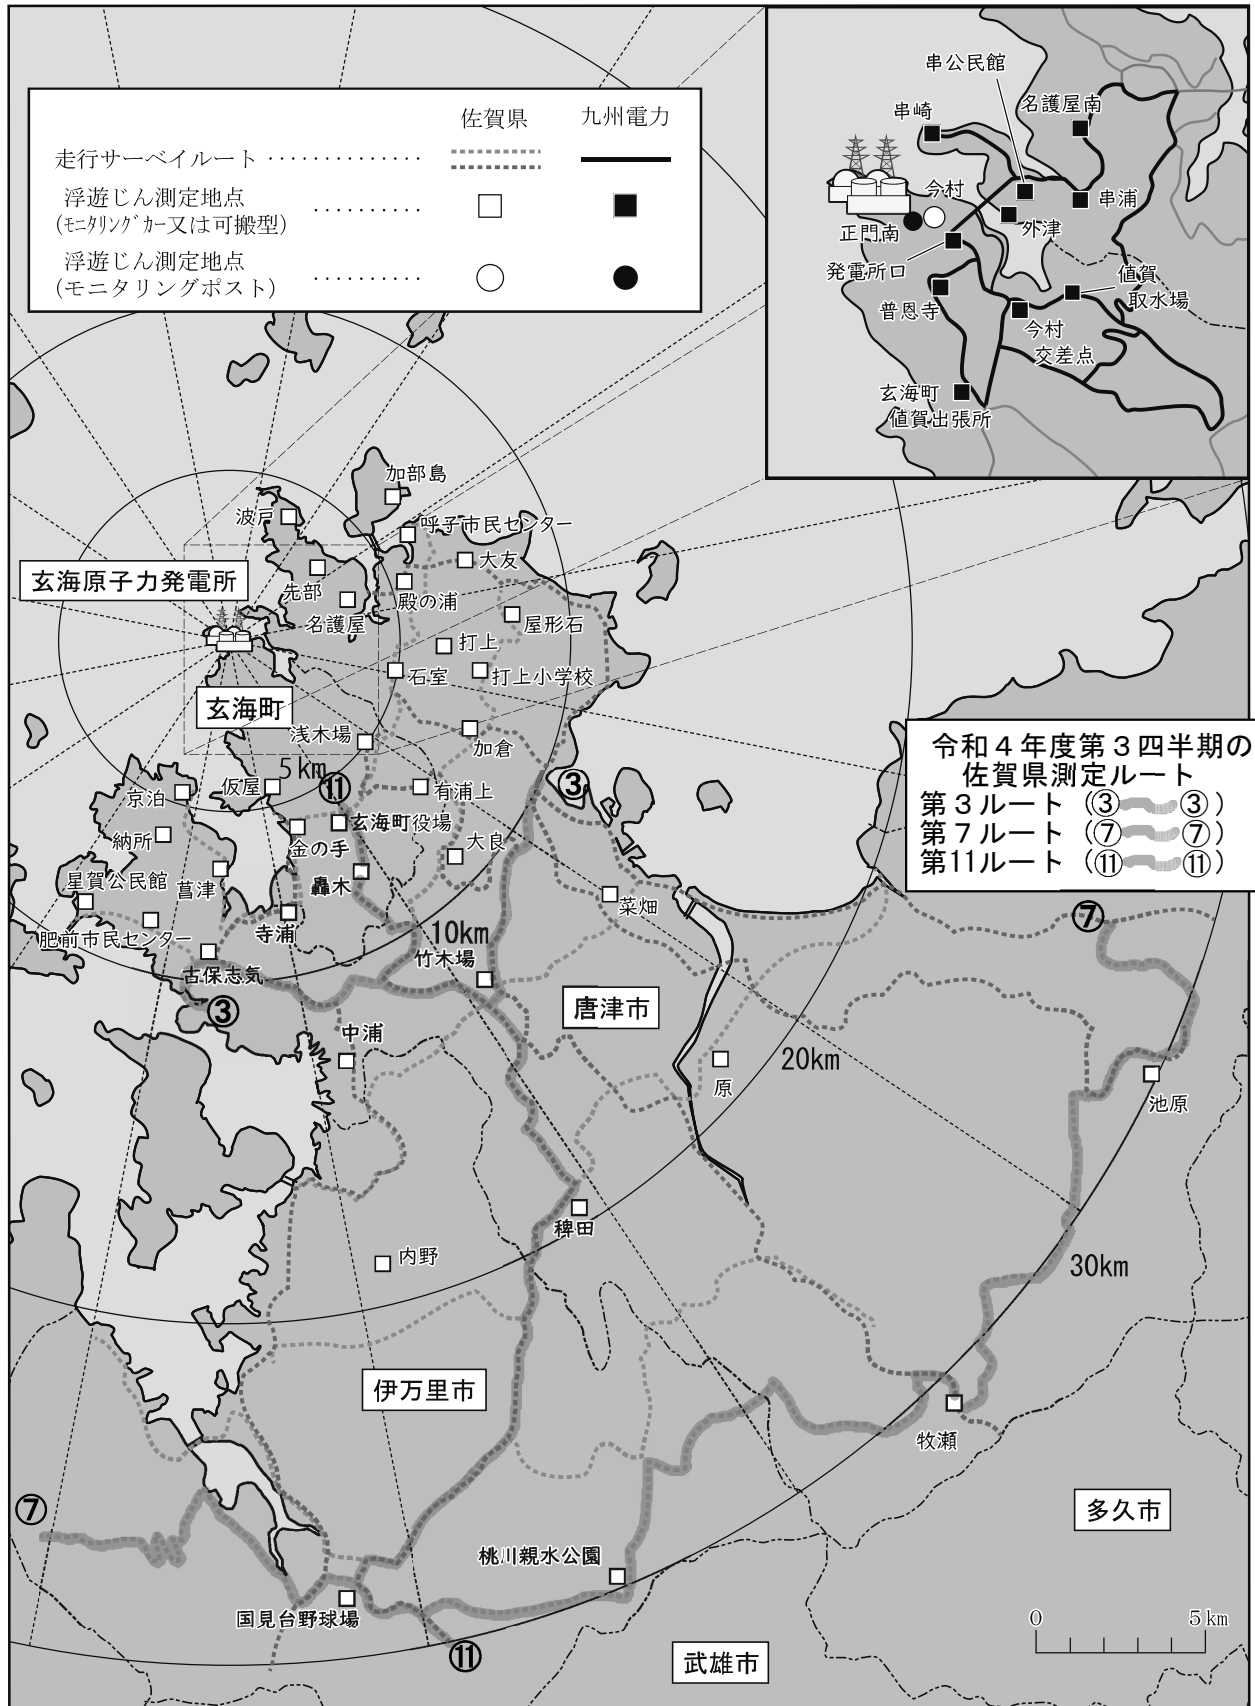 佐賀県 九州電力
走行サーベイルート ‥‥‥‥‥‥‥
浮遊じん測定地点 ‥‥‥‥‥
(モニタリングカー又は可搬型)
浮遊じん測定地点 ‥‥‥‥‥
(モニタリングポスト)
串公民館
名護屋南
串崎
今村
串浦
正門南
外津
発電所口
値賀
取水場
普恩寺
今村
交差点
玄海町
値賀出張所
加部島
波戸
呼子市民センター
大友
玄海原子力発電所
先部
殿の浦
名護屋
屋形石
打上
石室
打上小学校
玄海町
浅木場
加倉
5km
仮屋
⑪
③
京泊
有浦上
玄海町役場
納所
金の手
大良
星賀公民館
菖津
轟木
菜畑
肥前市民センター
寺浦
10km
古保志気
竹木場
③
唐津市
中浦
原
20km
池原
⑦
稗田
内野
30km
伊万里市
牧瀬
⑦
多久市
桃川親水公園
国見台野球場
⑪
武雄市
0 5km
令和4年度第3四半期の
佐賀県測定ルート
第3ルート (③ ③)
第7ルート (⑦ ⑦)
第11ルート (⑪ ⑪)